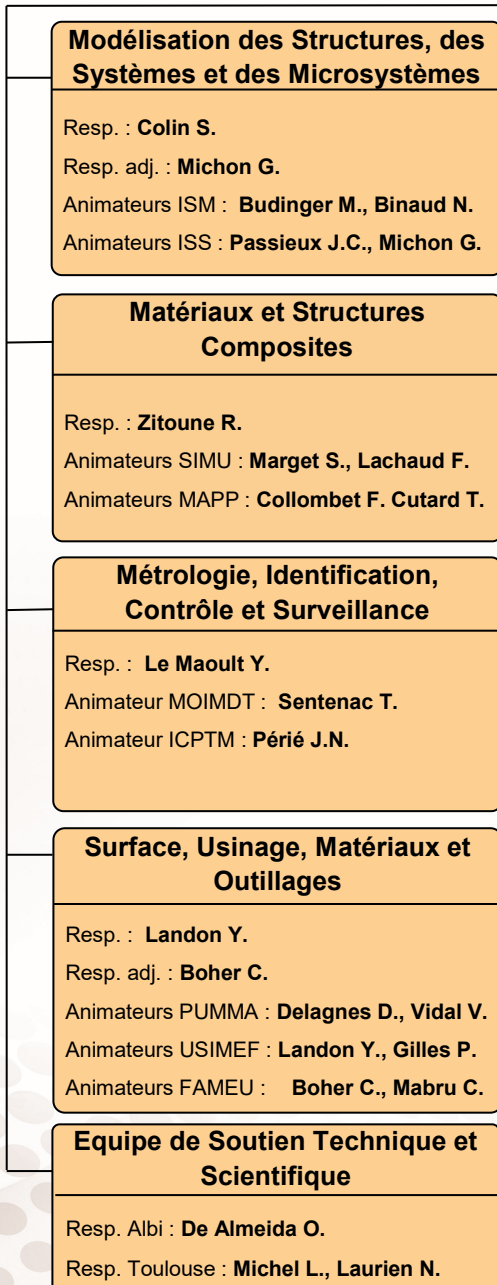 Modélisation des Structures, des
Systèmes et des Microsystèmes
Resp. : Colin S.
Resp. adj. : Michon G.
Animateurs ISM : Budinger M., Binaud N.
Animateurs ISS : Passieux J.C., Michon G.
Matériaux et Structures
Composites
Resp. : Zitoune R.
Animateurs SIMU : Marget S., Lachaud F.
Animateurs MAPP : Collombet F. Cutard T.
Métrologie, Identification,
Contrôle et Surveillance
Resp. : Le Maoult Y.
Animateur MOIMDT : Sentenac T.
Animateur ICPTM : Périé J.N.
Surface, Usinage, Matériaux et
Outillages
Resp. : Landon Y.
Resp. adj. : Boher C.
Animateurs PUMMA : Delagnes D., Vidal V.
Animateurs USIMEF : Landon Y., Gilles P.
Animateurs FAMEU : Boher C., Mabru C.
Equipe de Soutien Technique et
Scientifique
Resp. Albi : De Almeida O.
Resp. Toulouse : Michel L., Laurien N.